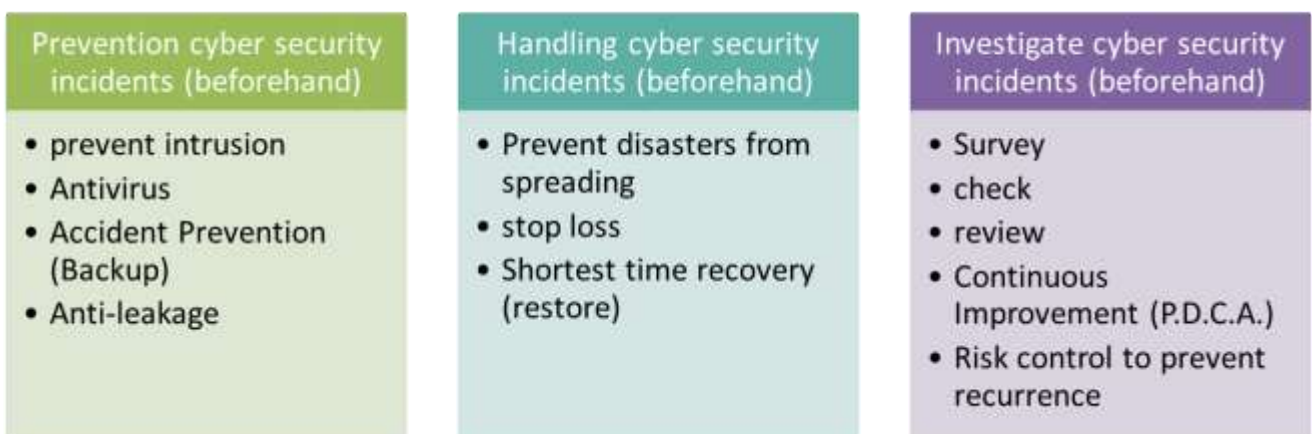 Prevention cyber security
incidents (beforehand)
• prevent intrusion
• Antivirus
• Accident Prevention
(Backup)
• Anti-leakage
Handling cyber security
incidents (beforehand)
• Prevent disasters from
spreading
• stop loss
• Shortest time recovery
(restore)
Investigate cyber security
incidents (beforehand)
• Survey
• check
• review
• Continuous
Improvement (P.D.C.A.)
• Risk control to prevent
recurrence